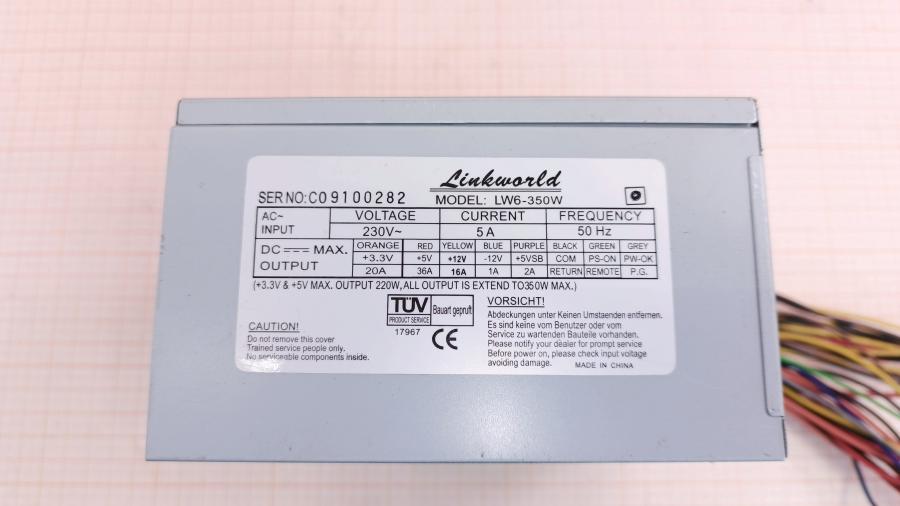 Linkworld
SER NO: C09100282 MODEL: LW6-350W
AC~ INPUT VOLTAGE CURRENT FREQUENCY
230V~ 5A 50 Hz
DC MAX. OUTPUT ORANGE RED YELLOW BLUE PURPLE BLACK GREEN GREY
+3.3V +5V +12V -12V +5VSB COM PS-ON PW-OK
20A 36A 16A 1A 2A RETURN REMOTE P.G.
(+3.3V & +5V MAX. OUTPUT 220W,ALL OUTPUT IS EXTEND TO350W MAX.)
TÜV
PRODUCT SERVICE
Bauart gepruft
17967
CE
CAUTION!
Do not remove this cover
Trained service people only.
No serviceable components inside.
VORSICHT!
Abdeckungen unter Keinen Umstaenden entfernen.
Es sind keine vom Benutzer oder vom
Service zu wartenden Bauteile vorhanden.
Please notify your dealer for prompt service
Before power on, please check input voltage
avoiding damage. MADE IN CHINA